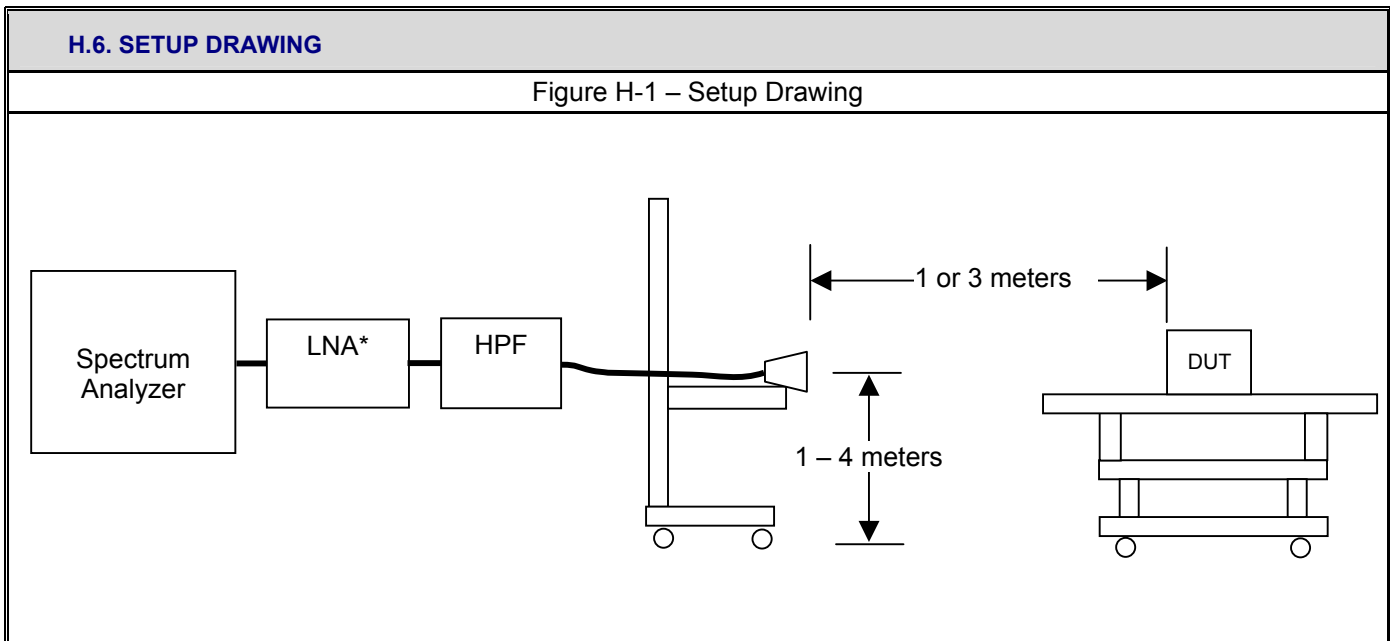 H.6. SETUP DRAWING
Figure H-1 – Setup Drawing
1 or 3 meters
Spectrum
Analyzer
LNA*
HPF
DUT
1 – 4 meters